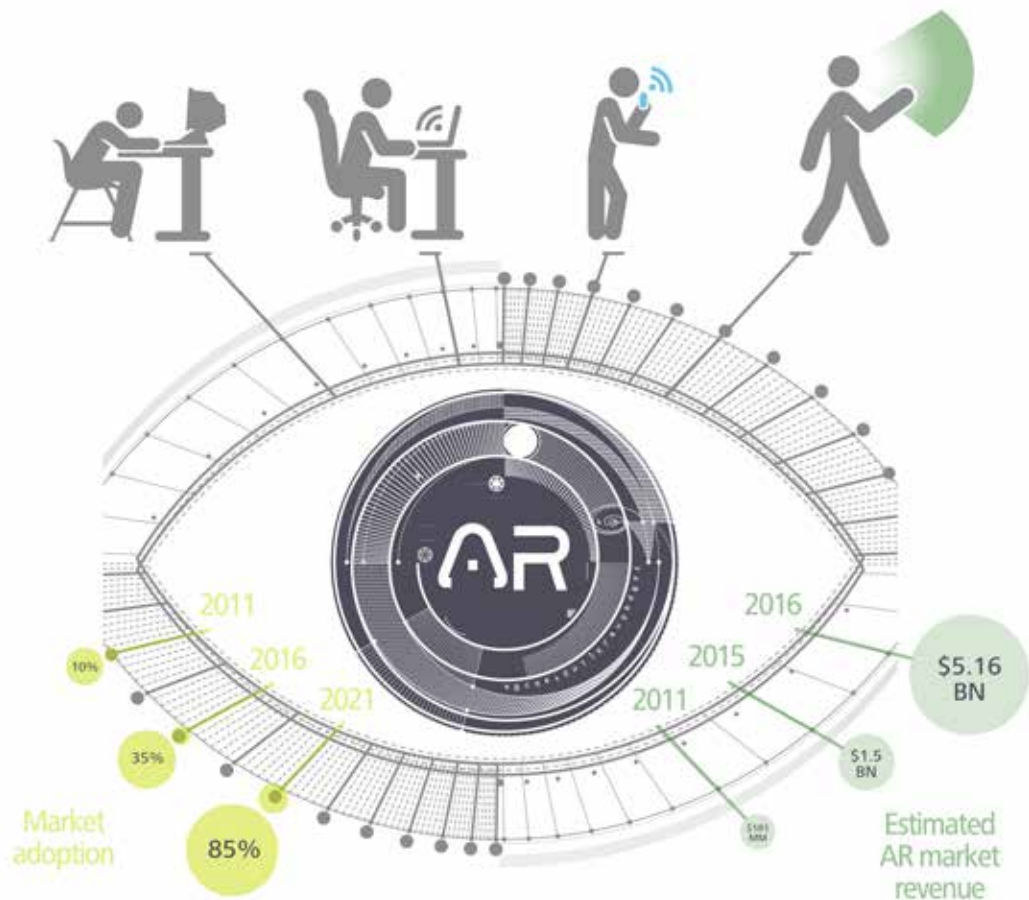 AR
2011
10%
2016
35%
2021
85%
Market
adoption
2016
$5.16
BN
2015
$1.5
BN
2011
MM
Estimated
AR market
revenue